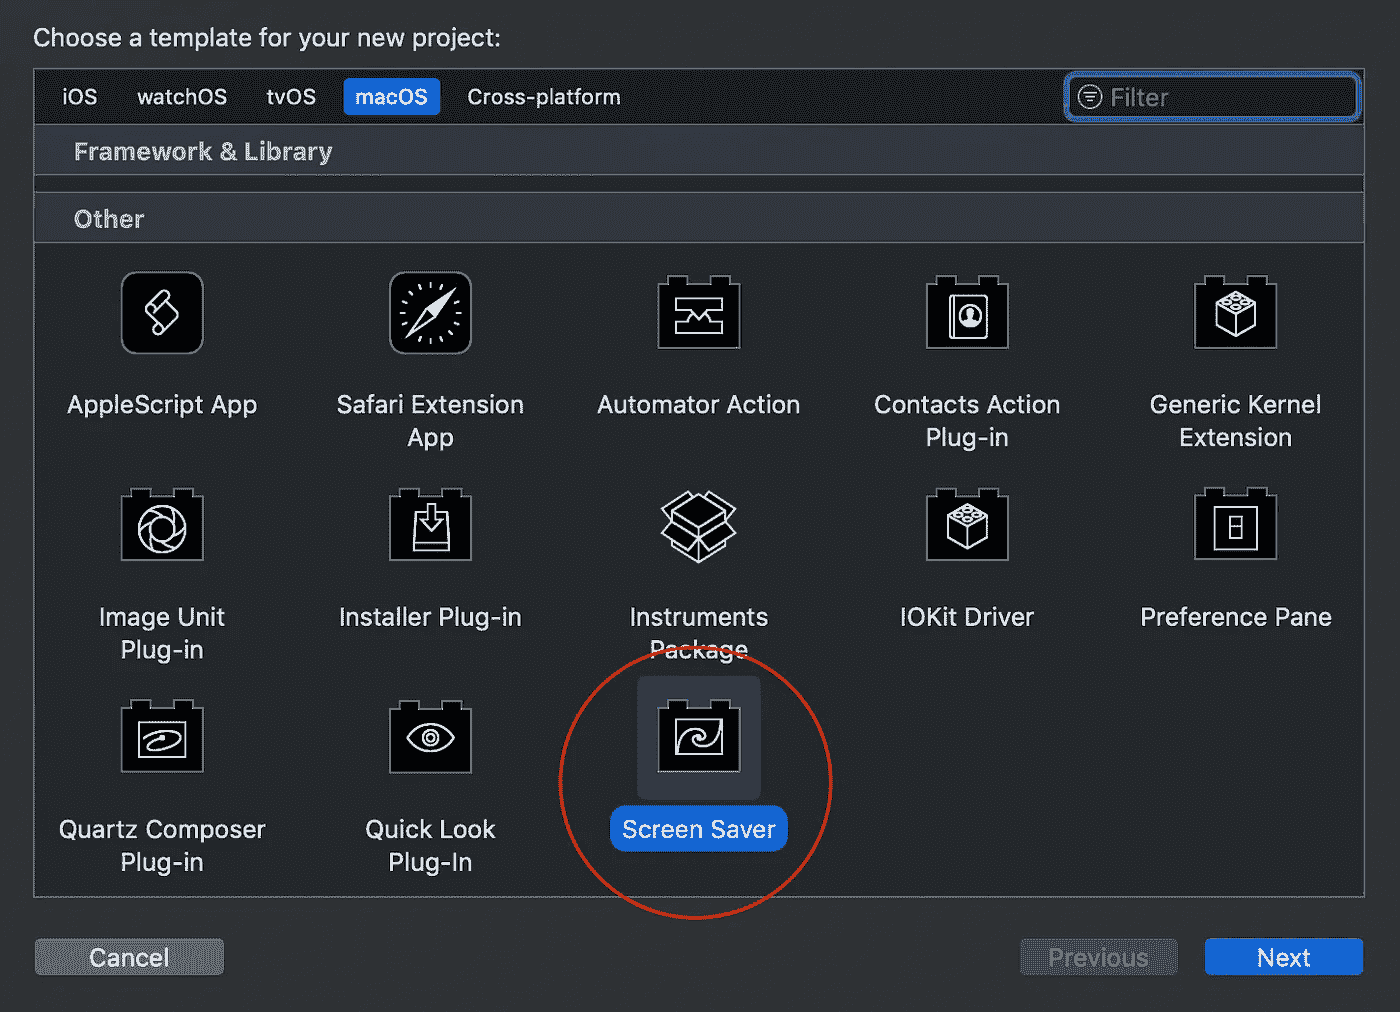 Choose a template for your new project:
iOS watchOS tvOS macOS Cross-platform Filter
Framework & Library
Other
AppleScript App Safari Extension Automator Action Contacts Action Generic Kernel
App Plug-in Extension
Image Unit Installer Plug-in Instruments IOKit Driver Preference Pane
Plug-in Package
Quartz Composer Quick Look Screen Saver
Plug-in Plug-In
Cancel Previous Next